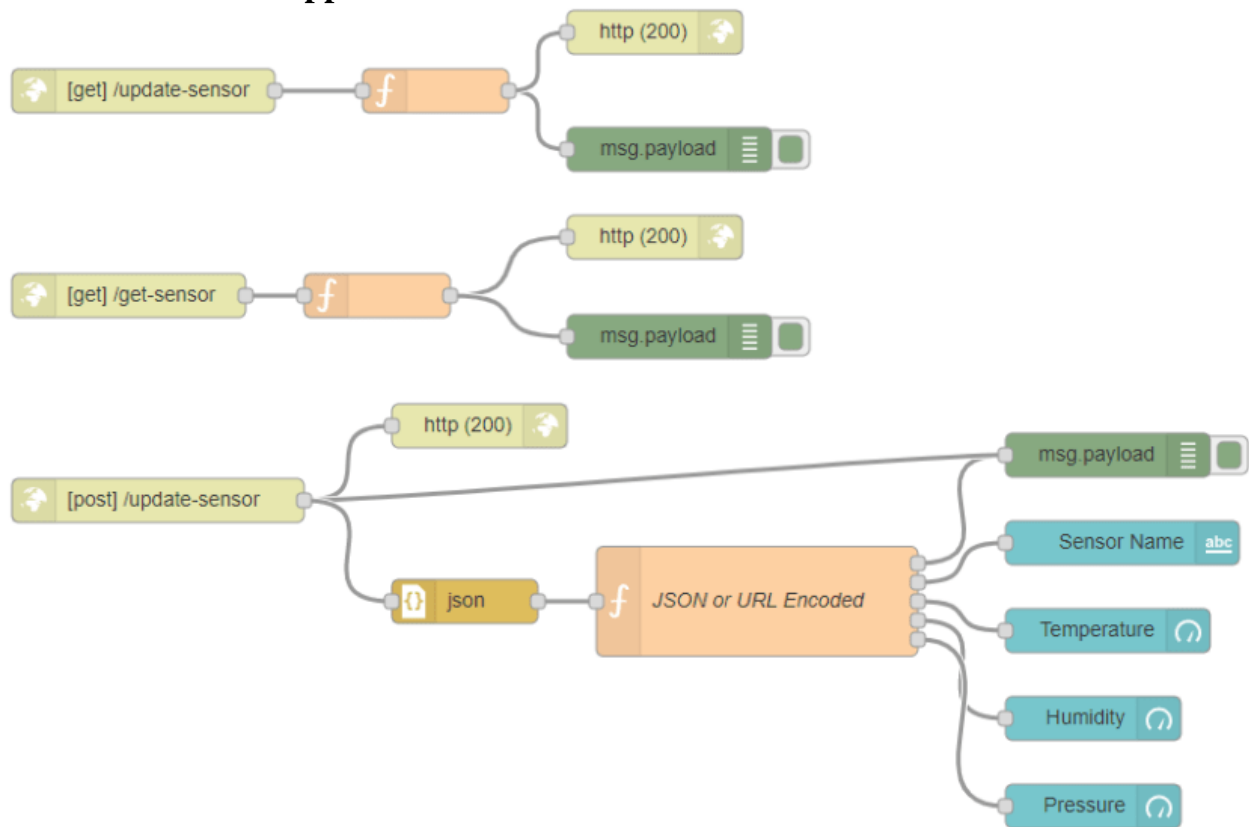 http (200)
[get] /update-sensor
msg.payload
http (200)
[get] /get-sensor
msg.payload
http (200)
msg.payload
[post] /update-sensor
Sensor Name
abc
{} json
JSON or URL Encoded
Temperature
Humidity
Pressure